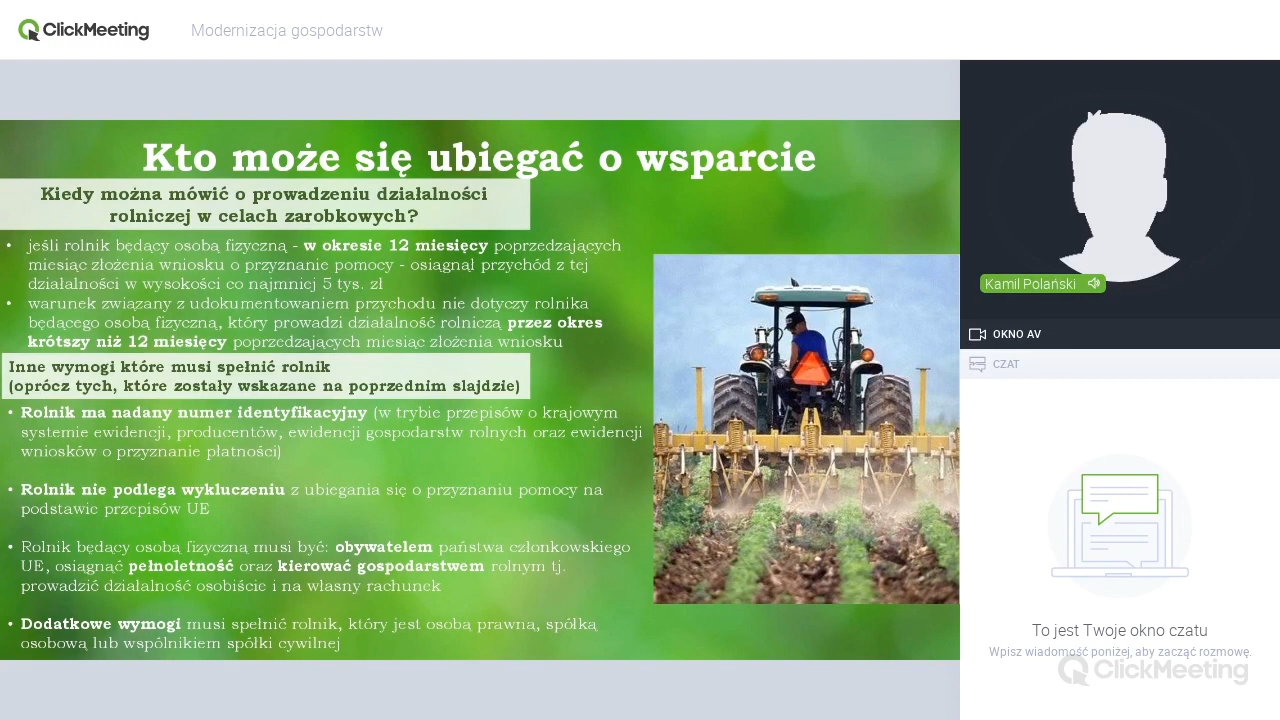 ClickMeeting
Modernizacja gospodarstw
Kto może się ubiegać o wsparcie
Kiedy można mówić o prowadzeniu działalności
rolniczej w celach zarobkowych?
• jeśli rolnik będący osobą fizyczną - w okresie 12 miesięcy poprzedzających
miesiąc złożenia wniosku o przyznanie pomocy - osiągnął przychód z tej
działalności w wysokości co najmniej 5 tys. zł
• warunek związany z udokumentowaniem przychodu nie dotyczy rolnika
będącego osobą fizyczną, który prowadzi działalność rolniczą przez okres
krótszy niż 12 miesięcy poprzedzających miesiąc złożenia wniosku
Inne wymogi które musi spełnić rolnik
(oprócz tych, które zostały wskazane na poprzednim slajdzie)
• Rolnik ma nadany numer identyfikacyjny (w trybie przepisów o krajowym
systemie ewidencji, producentów, ewidencji gospodarstw rolnych oraz ewidencji
wniosków o przyznanie płatności)
• Rolnik nie podlega wykluczeniu z ubiegania się o przyznaniu pomocy na
podstawie przepisów UE
• Rolnik będący osobą fizyczną musi być: obywatelem państwa członkowskiego
UE, osiągnąć pełnoletność oraz kierować gospodarstwem rolnym tj.
prowadzić działalność osobiście i na własny rachunek
• Dodatkowe wymogi musi spełnić rolnik, który jest osobą prawną, spółką
osobową lub wspólnikiem spółki cywilnej
Kamil Polański
OKNO AV
CZAT
To jest Twoje okno czatu
Wpisz wiadomość poniżej, aby zacząć rozmowę.
ClickMeeting